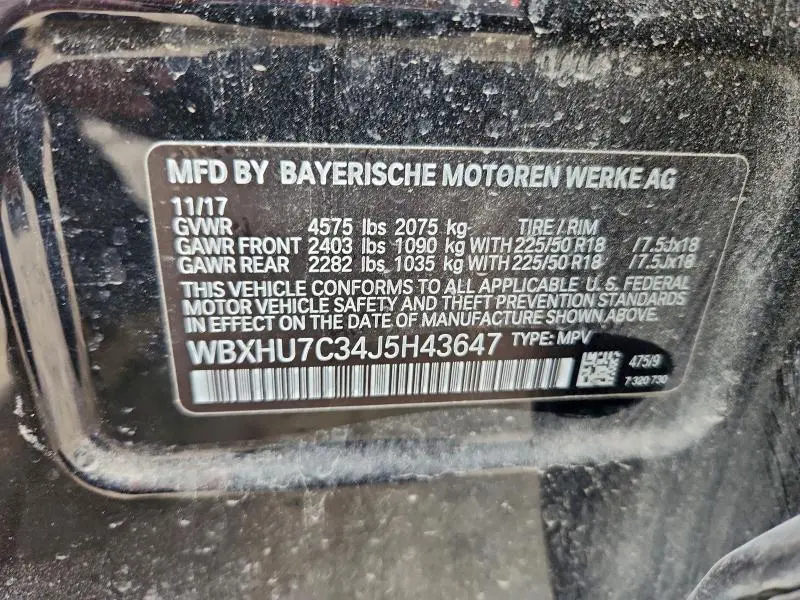 MFD BY BAYERISCHE MOTOREN WERKE AG
11/17
GVWR 4575 lbs 2075 kg TIRE / RIM
GAWR FRONT 2403 lbs 1090 kg WITH 225/50 R18 /7.5Jx18
GAWR REAR 2282 lbs 1035 kg WITH 225/50 R18 /7.5Jx18
THIS VEHICLE CONFORMS TO ALL APPLICABLE U. S. FEDERAL
MOTOR VEHICLE SAFETY AND THEFT PREVENTION STANDARDS
IN EFFECT ON THE DATE OF MANUFACTURE SHOWN ABOVE.
WBXHU7C34J5H43647 TYPE: MPV
475/9
7 320 730